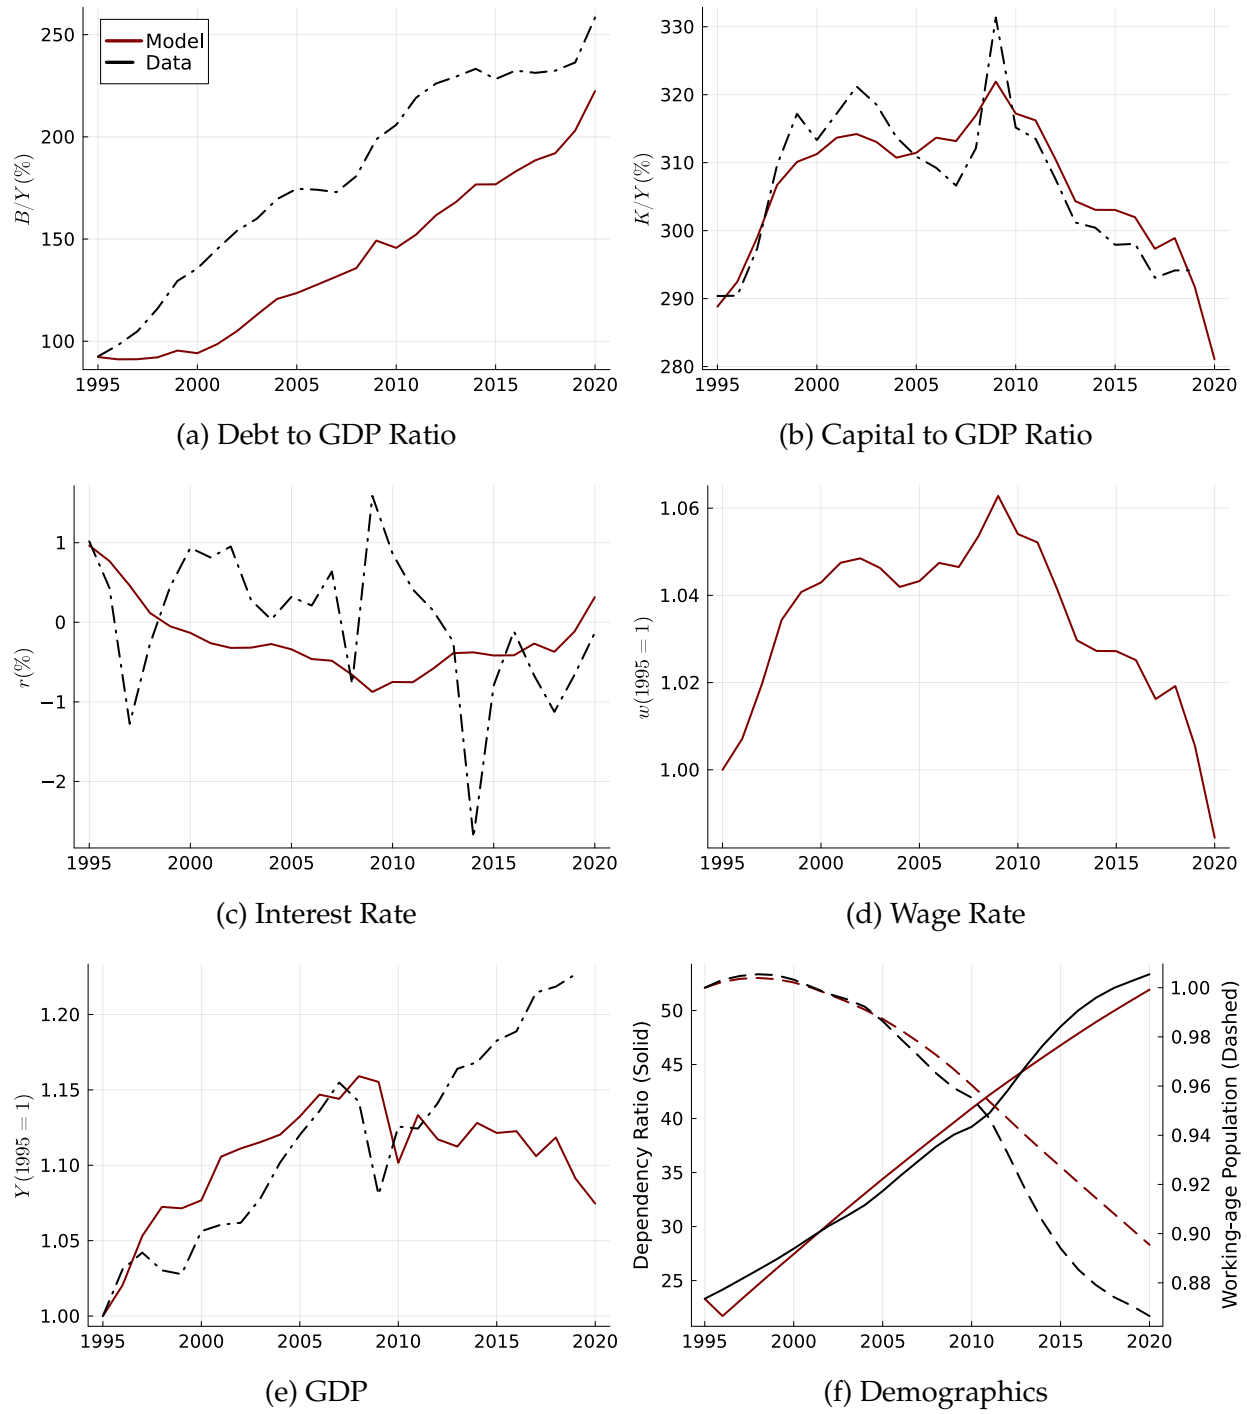 250
200
150
100
B/Y(%)
Model
Data
1995 2000 2005 2010 2015 2020
(a) Debt to GDP Ratio
330
320
310
300
290
280
K/Y(%)
1995 2000 2005 2010 2015 2020
(b) Capital to GDP Ratio
1
0
−1
−2
r(%)
1995 2000 2005 2010 2015 2020
(c) Interest Rate
1.06
1.04
1.02
1.00
w(1995 = 1)
1995 2000 2005 2010 2015 2020
(d) Wage Rate
1.20
1.15
1.10
1.05
1.00
Y(1995 = 1)
1995 2000 2005 2010 2015 2020
(e) GDP
50
45
40
35
30
25
Dependency Ratio (Solid)
1.00
0.98
0.96
0.94
0.92
0.90
0.88
Working-age Population (Dashed)
1995 2000 2005 2010 2015 2020
(f) Demographics